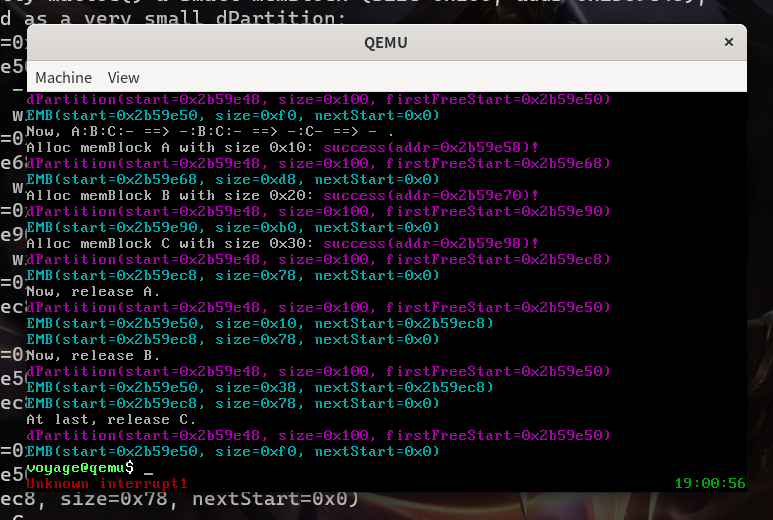 d as a very small dPartition:
QEMU
×
Machine View
dPartition(start=0x2b59e48, size=0x100, firstFreeStart=0x2b59e50)
EMB(start=0x2b59e50, size=0xf0, nextStart=0x0)
Now, A:B:C:- ==> -:B:C:- ==> -:C- ==> - .
Alloc memBlock A with size 0x10: success(addr=0x2b59e58)!
dPartition(start=0x2b59e48, size=0x100, firstFreeStart=0x2b59e68)
EMB(start=0x2b59e68, size=0xd8, nextStart=0x0)
Alloc memBlock B with size 0x20: success(addr=0x2b59e70)!
dPartition(start=0x2b59e48, size=0x100, firstFreeStart=0x2b59e90)
EMB(start=0x2b59e90, size=0xb0, nextStart=0x0)
Alloc memBlock C with size 0x30: success(addr=0x2b59e98)!
dPartition(start=0x2b59e48, size=0x100, firstFreeStart=0x2b59ec8)
EMB(start=0x2b59ec8, size=0x78, nextStart=0x0)
Now, release A.
dPartition(start=0x2b59e48, size=0x100, firstFreeStart=0x2b59e50)
EMB(start=0x2b59e50, size=0x10, nextStart=0x2b59ec8)
EMB(start=0x2b59ec8, size=0x78, nextStart=0x0)
Now, release B.
dPartition(start=0x2b59e48, size=0x100, firstFreeStart=0x2b59e50)
EMB(start=0x2b59e50, size=0x38, nextStart=0x2b59ec8)
EMB(start=0x2b59ec8, size=0x78, nextStart=0x0)
At last, release C.
dPartition(start=0x2b59e48, size=0x100, firstFreeStart=0x2b59e50)
EMB(start=0x2b59e50, size=0xf0, nextStart=0x0)
voyage@qemu$ _
Unknown interrupt1 19:00:56
ec8, size=0x78, nextStart=0x0)